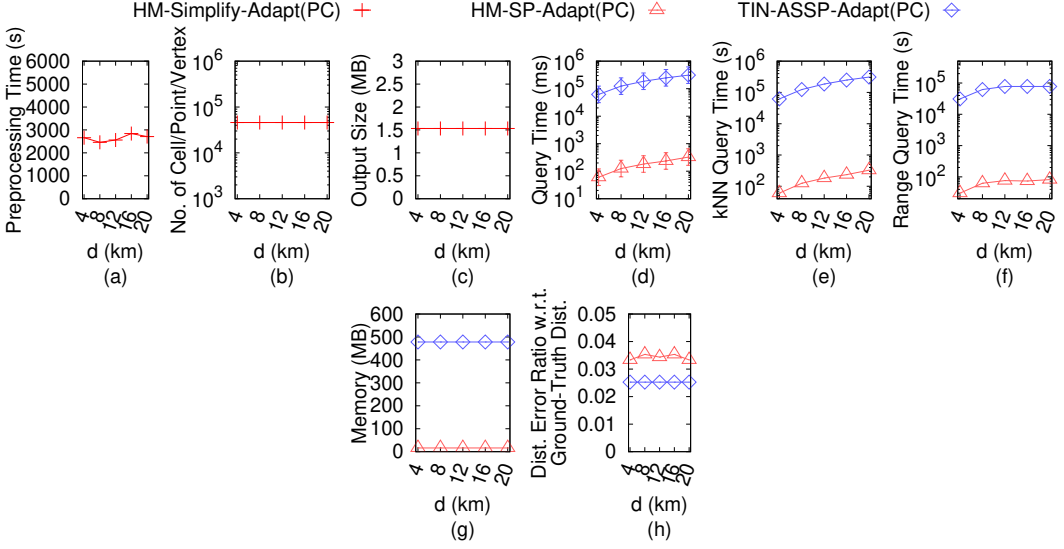 HM-Simplify-Adapt(PC) HM-SP-Adapt(PC) TIN-ASSP-Adapt(PC)
Preprocessing Time (s)
6000
5000
4000
3000
2000
1000
0
4 8 12 16 20
d (km)
(a)
No. of Cell/Point/Vertex
10^6
10^5
10^4
10^3
4 8 12 16 20
d (km)
(b)
Output Size (MB)
3
2.5
2
1.5
1
0.5
0
4 8 12 16 20
d (km)
(c)
Query Time (ms)
10^6
10^5
10^4
10^3
10^2
10^1
4 8 12 16 20
d (km)
(d)
kNN Query Time (s)
10^6
10^5
10^4
10^3
10^2
4 8 12 16 20
d (km)
(e)
Range Query Time (s)
10^5
10^4
10^3
10^2
4 8 12 16 20
d (km)
(f)
Memory (MB)
600
500
400
300
200
100
0
4 8 12 16 20
d (km)
(g)
Dist. Error Ratio w.r.t.
Ground-Truth Dist.
0.05
0.04
0.03
0.02
0.01
0
4 8 12 16 20
d (km)
(h)